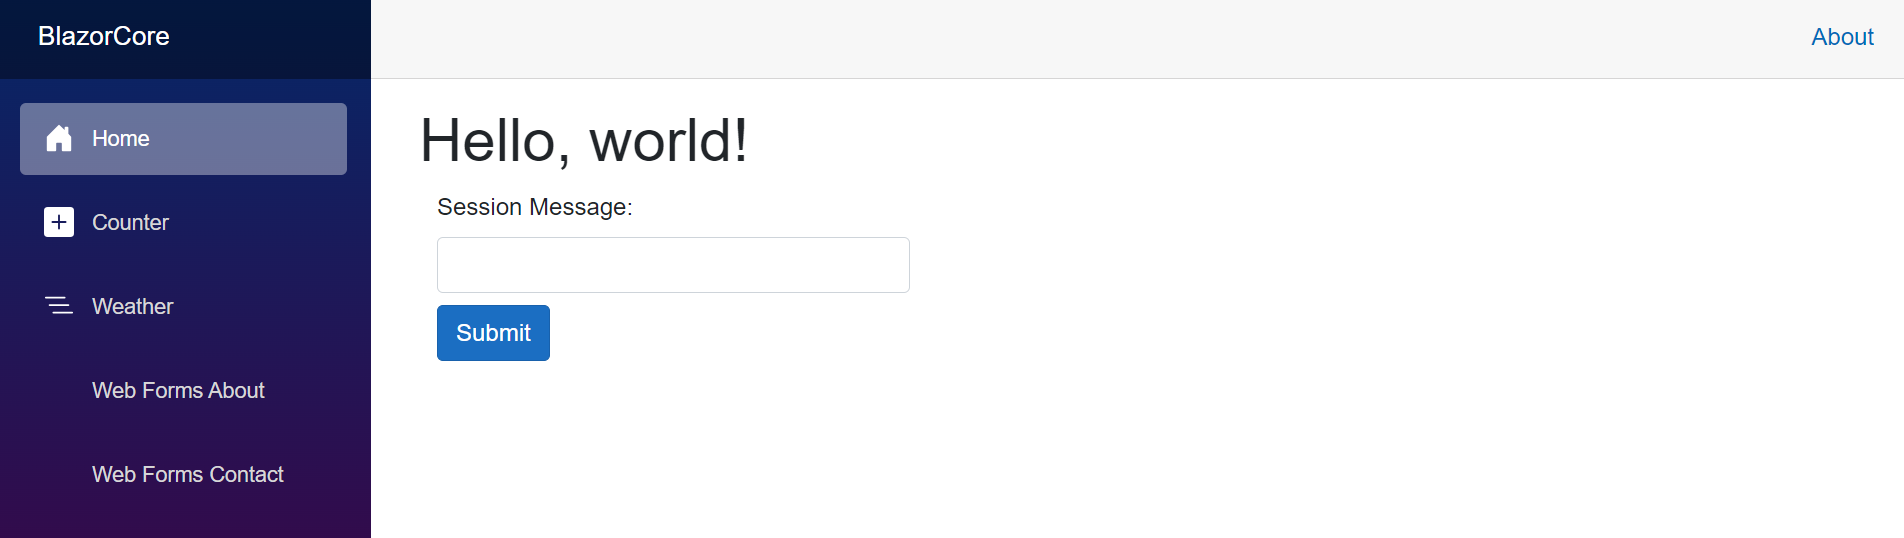 BlazorCore
About
Home
Counter
Weather
Web Forms About
Web Forms Contact
Hello, world!
Session Message:
Submit